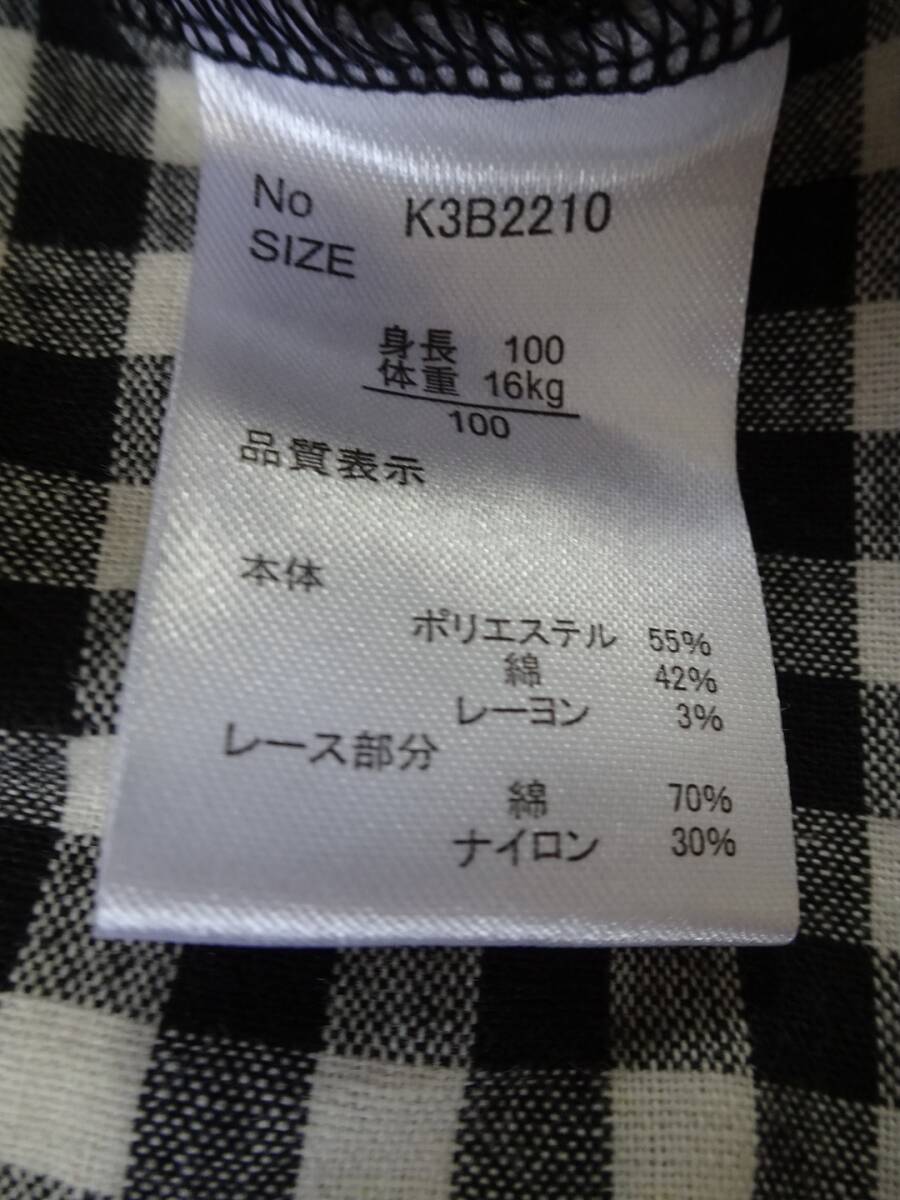 No K3B2210
SIZE
身長 100
体重 16kg
100
品質表示
本体
ポリエステル 55%
綿 42%
レーヨン 3%
レース部分
綿 70%
ナイロン 30%